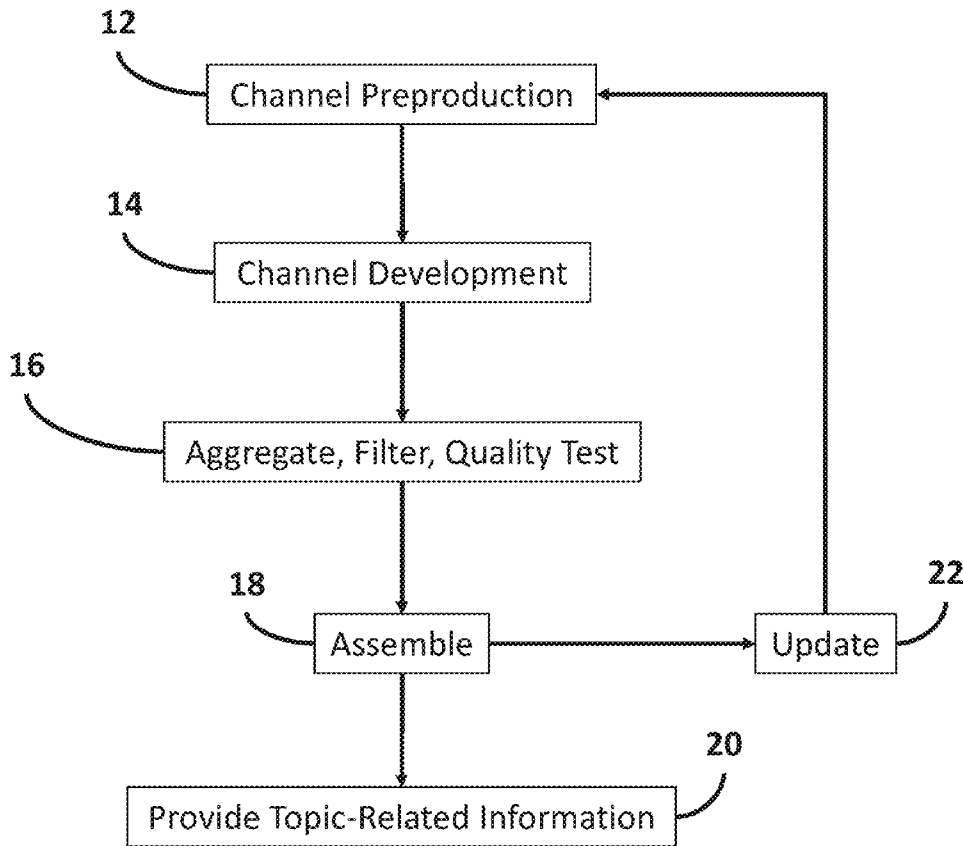 12
Channel Preproduction
14
Channel Development
16
Aggregate, Filter, Quality Test
18
Assemble
22
Update
20
Provide Topic-Related Information